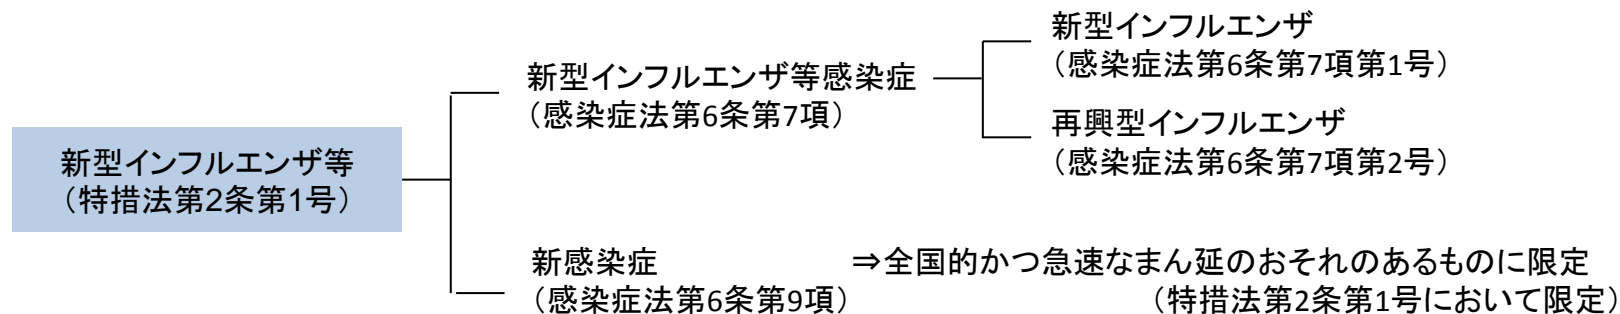 新型インフルエンザ等
（特措法第2条第1号）
新型インフルエンザ等感染症
（感染症法第6条第7項）
新型インフルエンザ
（感染症法第6条第7項第1号）
再興型インフルエンザ
（感染症法第6条第7項第2号）
新感染症 ⇒全国的かつ急速なまん延のおそれのあるものに限定
（感染症法第6条第9項） （特措法第2条第1号において限定）